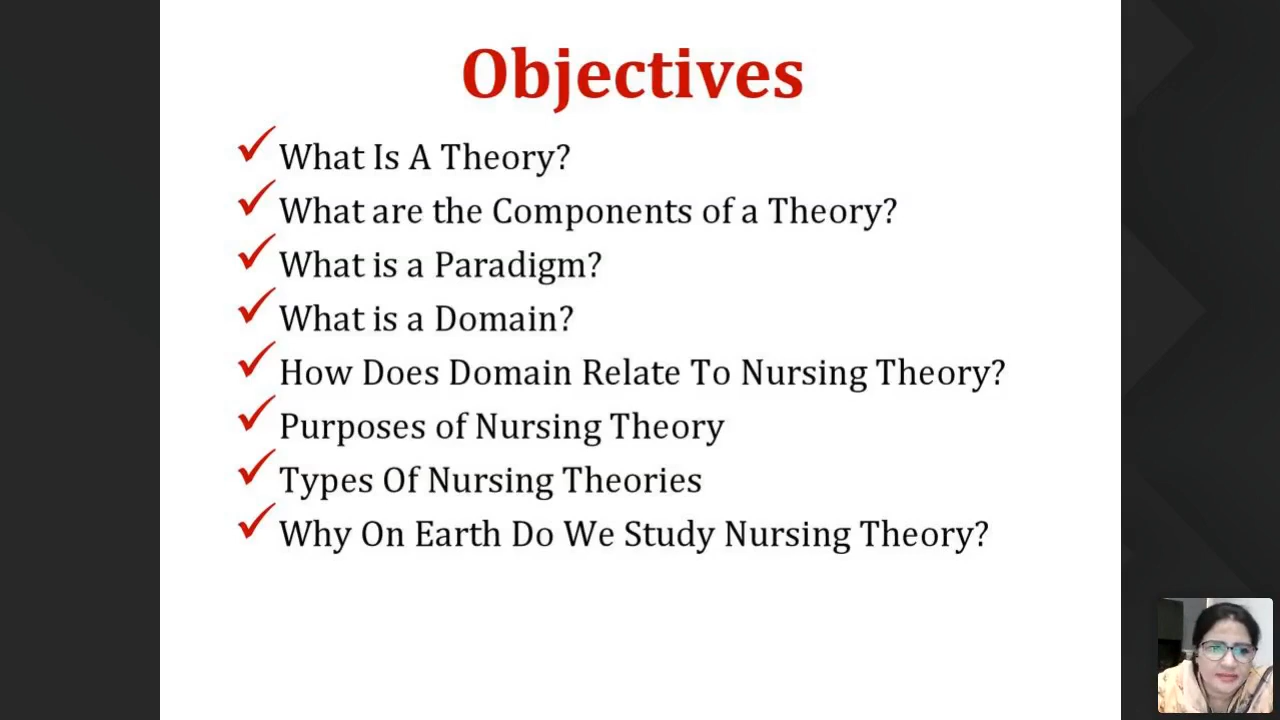 Objectives
What Is A Theory?
What are the Components of a Theory?
What is a Paradigm?
What is a Domain?
How Does Domain Relate To Nursing Theory?
Purposes of Nursing Theory
Types Of Nursing Theories
Why On Earth Do We Study Nursing Theory?